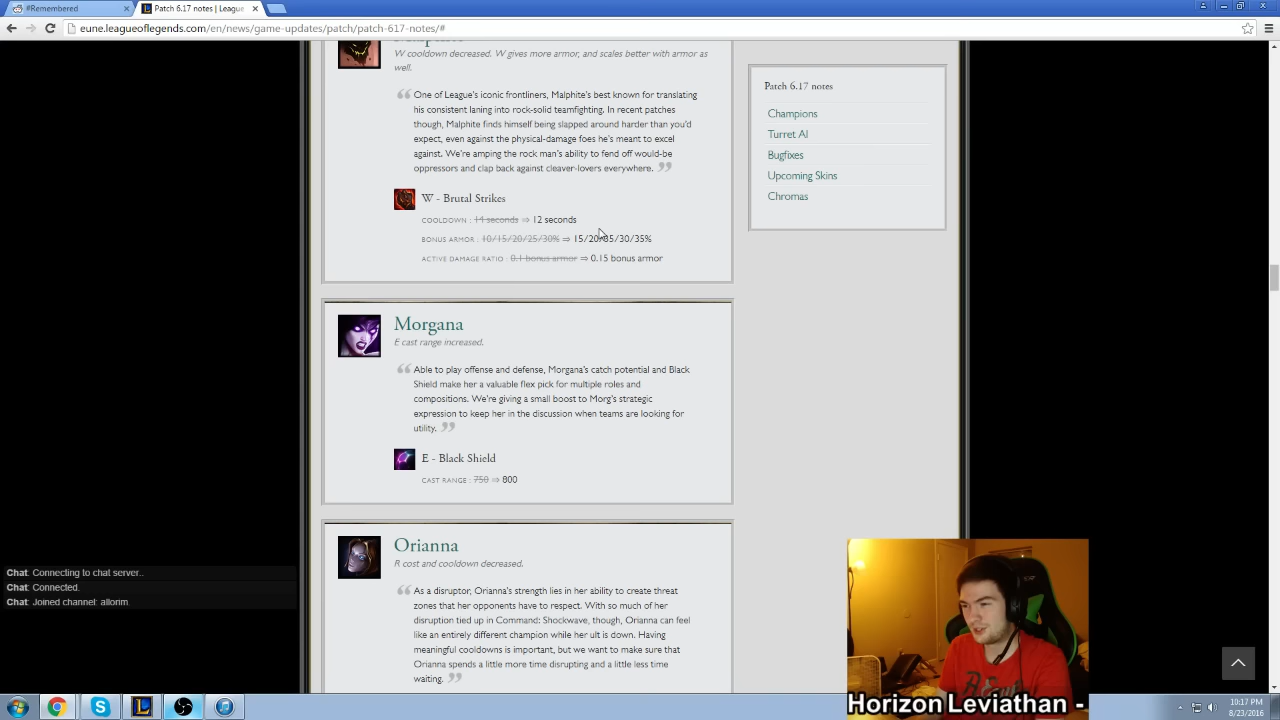 #Remembered
Patch 6.17 notes | Leagu
eune.leagueoflegends.com/en/news/game-updates/patch/patch-617-notes/#
W cooldown decreased. W gives more armor, and scales better with armor as
well.
One of League's iconic frontliners, Malphite's best known for translating
his consistent laning into rock-solid teamfighting. In recent patches
though, Malphite finds himself being slapped around harder than you'd
expect, even against the physical-damage foes he's meant to excel
against. We're amping the rock man's ability to fend off would-be
oppressors and clap back against cleaver-lovers everywhere.
W - Brutal Strikes
COOLDOWN : 14 seconds ⇒ 12 seconds
BONUS ARMOR : 10/15/20/25/30% ⇒ 15/20/25/30/35%
ACTIVE DAMAGE RATIO : 0.1 bonus armor ⇒ 0.15 bonus armor
Morgana
E cast range increased.
Able to play offense and defense, Morgana's catch potential and Black
Shield make her a valuable flex pick for multiple roles and
compositions. We're giving a small boost to Morg's strategic
expression to keep her in the discussion when teams are looking for
utility.
E - Black Shield
CAST RANGE : 750 ⇒ 800
Orianna
R cost and cooldown decreased.
As a disruptor, Orianna's strength lies in her ability to create threat
zones that her opponents have to respect. With so much of her
disruption tied up in Command: Shockwave, though, Orianna can feel
like an entirely different champion while her ult is down. Having
meaningful cooldowns is important, but we want to make sure that
Orianna spends a little more time disrupting and a little less time
waiting.
Patch 6.17 notes
Champions
Turret AI
Bugfixes
Upcoming Skins
Chromas
Chat: Connecting to chat server..
Chat: Connected.
Chat: Joined channel: allorim
Horizon Leviathan -
10:17 PM
8/23/2016